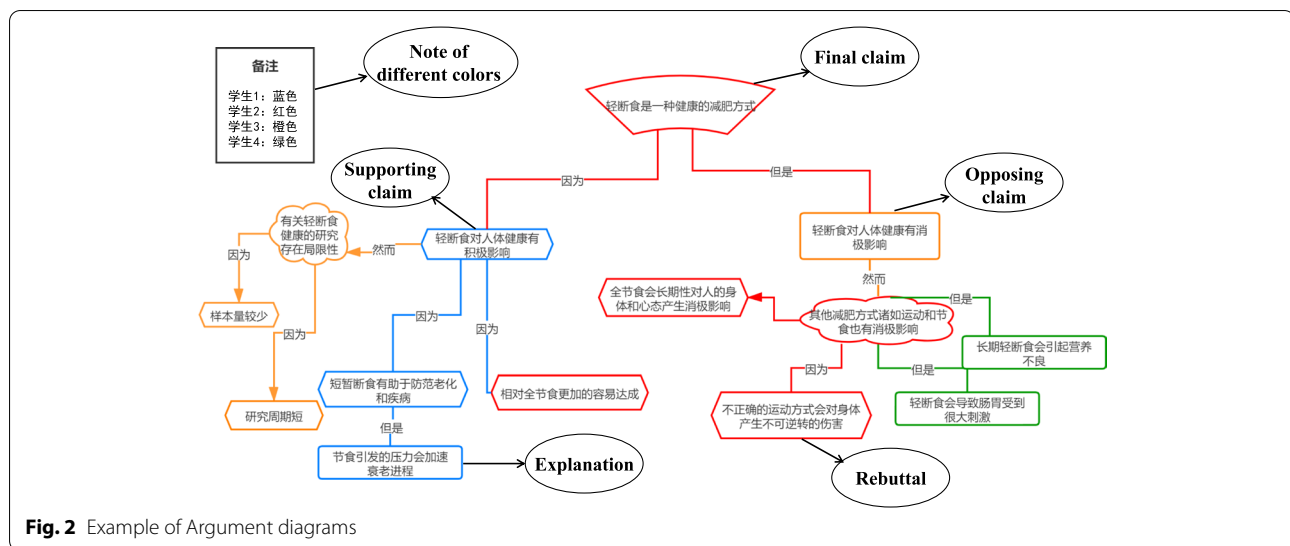 备注
学生1：蓝色
学生2：红色
学生3：橙色
学生4：绿色
Note of
different colors
Final claim
轻断食是一种健康的减肥方式
因为
但是
Supporting
claim
Opposing
claim
有关轻断食
健康的研究
存在局限性
然而
轻断食对人体健康有
积极影响
轻断食对人体健康有消
极影响
因为
然而
样本量较少
因为
因为
因为
全节食会长期性对人的身
体和心态产生消极影响
其他减肥方式诸如运动和节
食也有消极影响
但是
长期轻断食会引起营养
不良
因为
但是
短暂断食有助于防范老化
和疾病
相对全节食更加的容易达成
研究周期短
不正确的运动方式会对身体
产生不可逆转的伤害
轻断食会导致肠胃受到
很大刺激
但是
节食引发的压力会加速
衰老进程
Explanation
Rebuttal
Fig. 2 Example of Argument diagrams